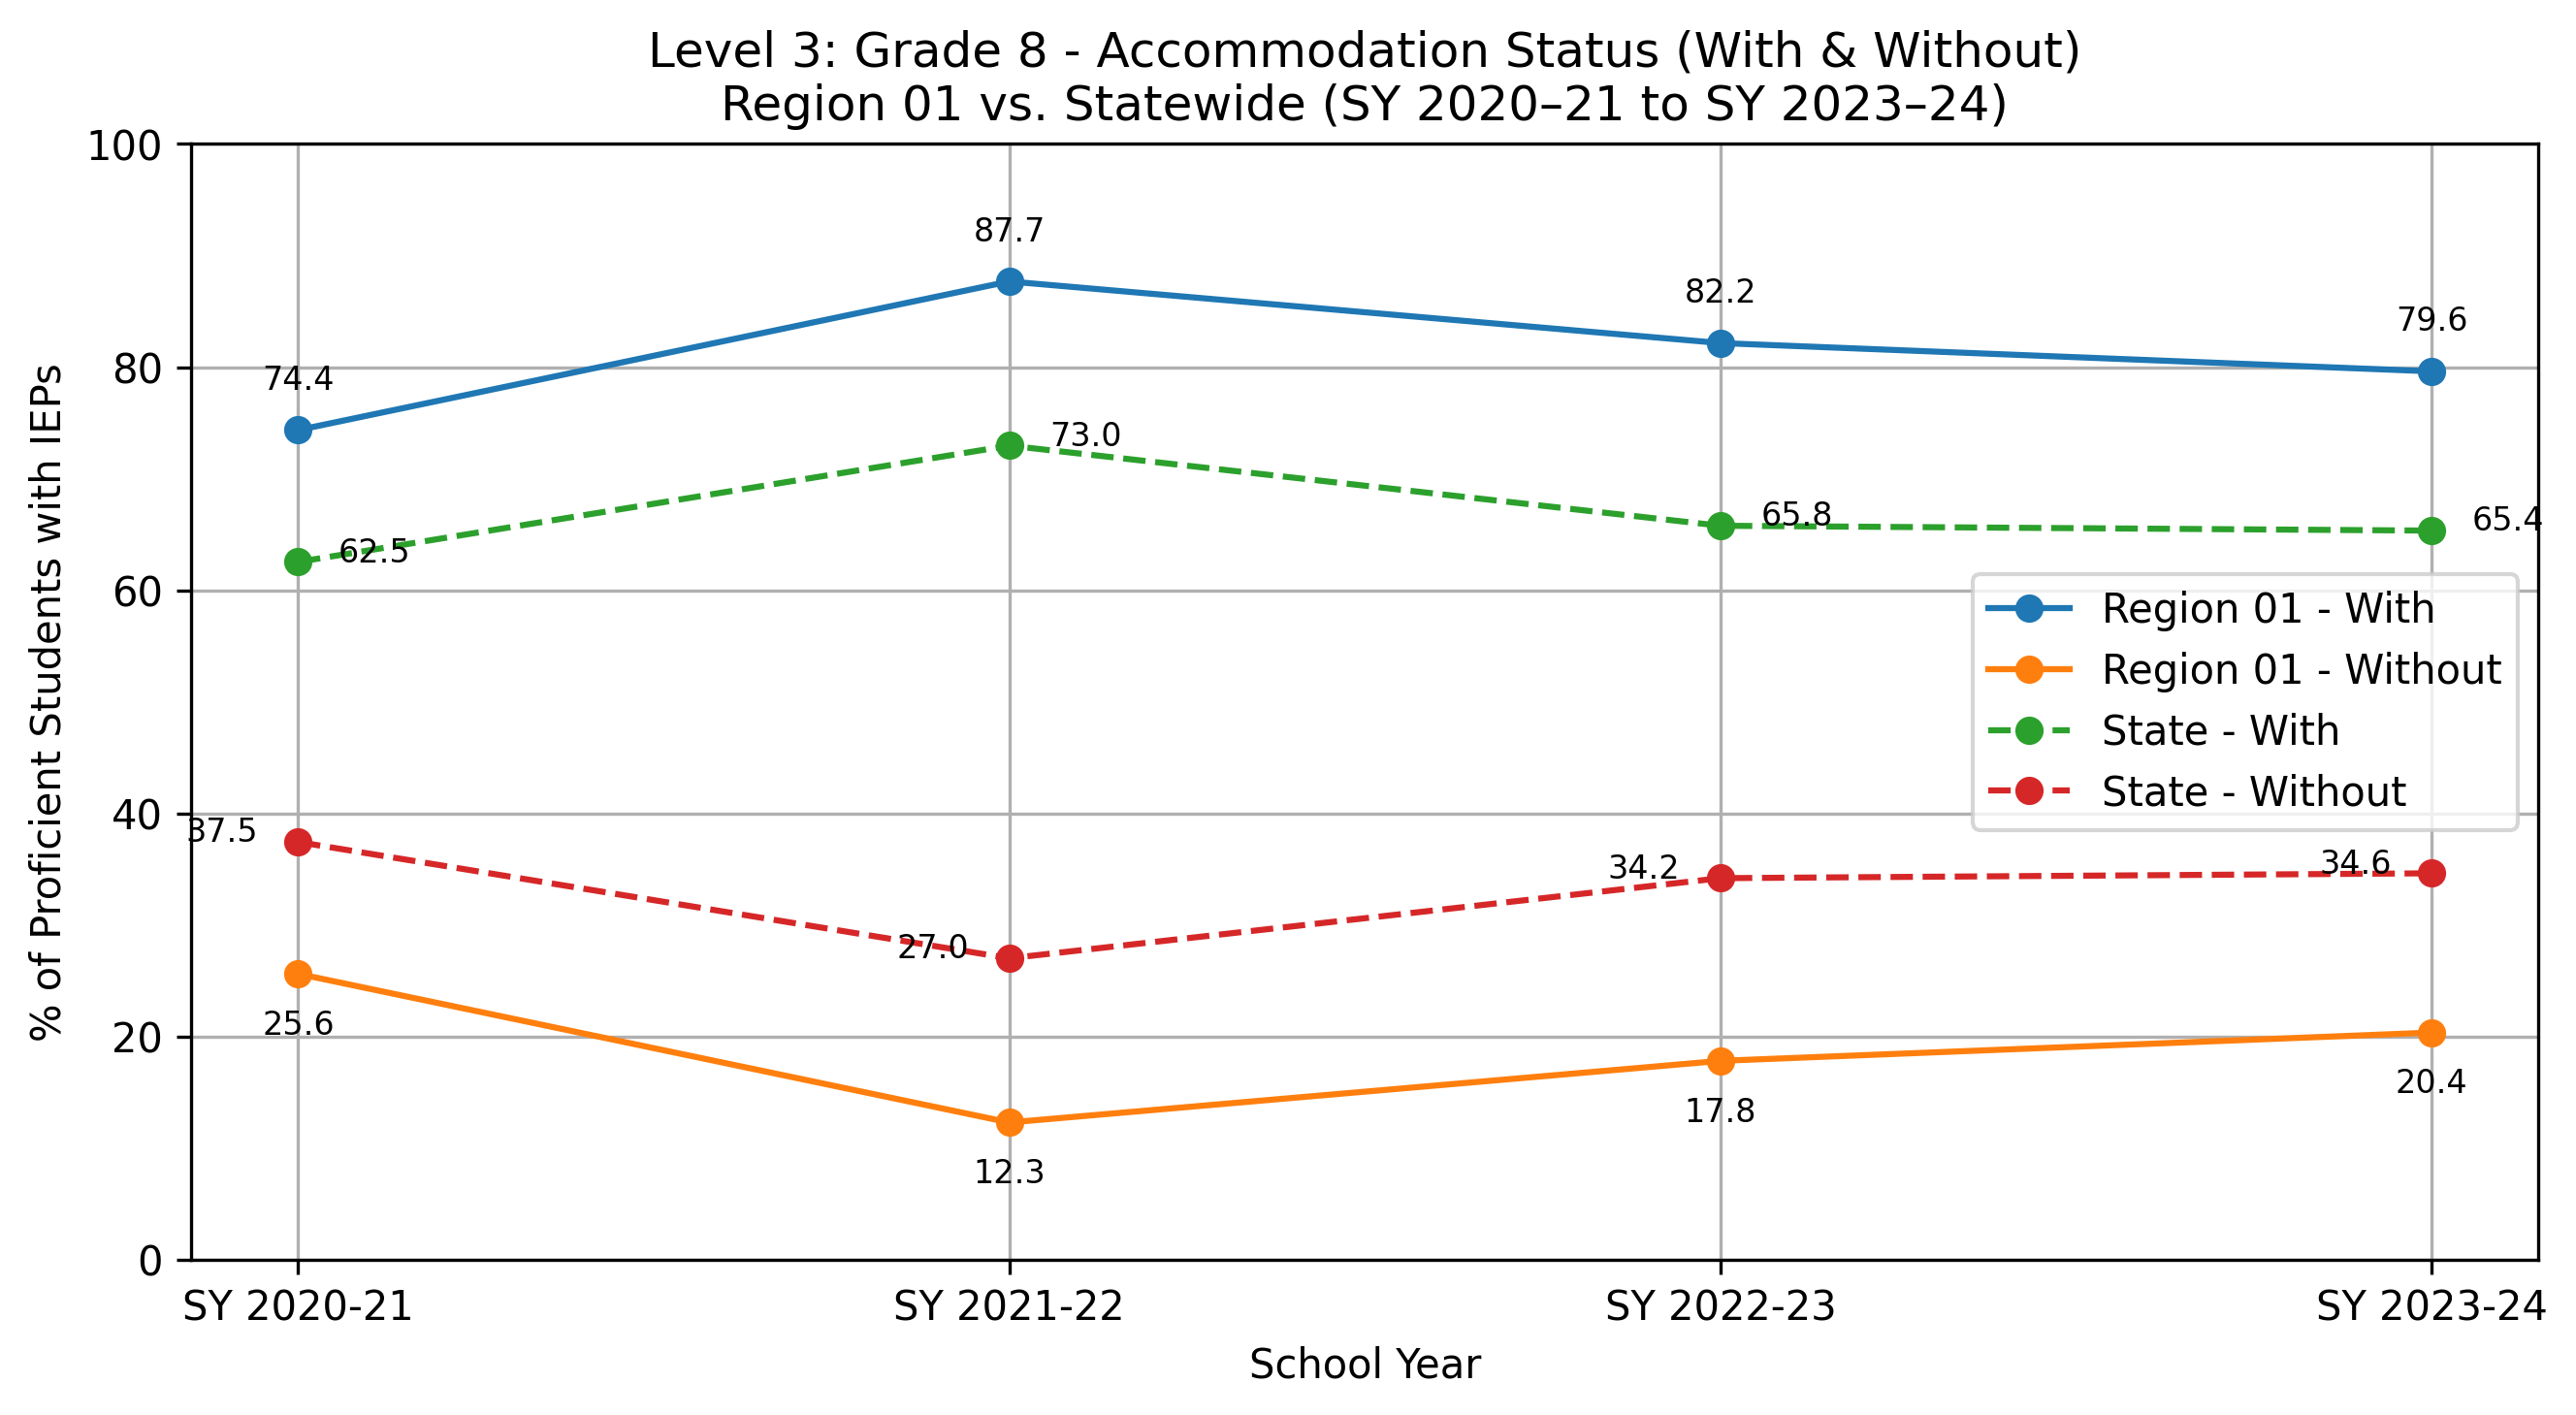 Level 3: Grade 8 - Accommodation Status (With & Without)
Region 01 vs. Statewide (SY 2020–21 to SY 2023–24)
% of Proficient Students with IEPs
100
80
60
40
20
0
87.7
82.2
79.6
74.4
73.0
65.8
65.4
62.5
Region 01 - With
Region 01 - Without
State - With
State - Without
37.5
34.2
34.6
27.0
25.6
20.4
17.8
12.3
SY 2020-21
SY 2021-22
SY 2022-23
SY 2023-24
School Year